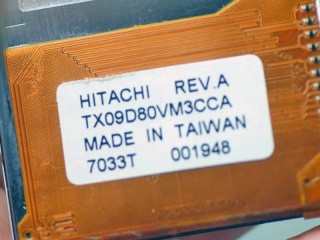 HITACHI REV.A
TX09D80VM3CCA
MADE IN TAIWAN
7033T 001948